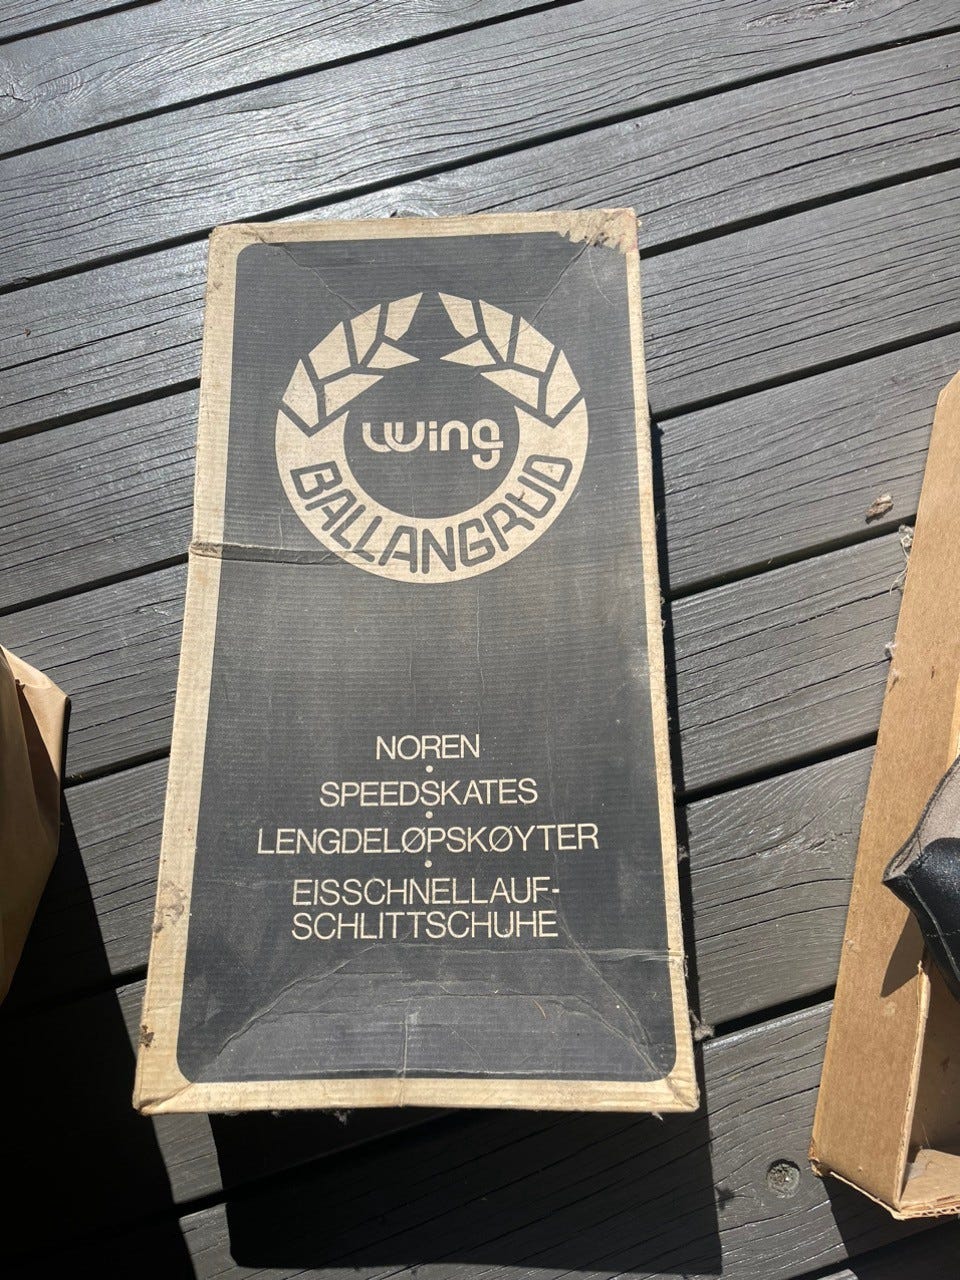 wing
BALLANGRUD
NOREN
SPEEDSKATES
LENGDELØPSKØYTER
EISSCHNELLAUF-
SCHLITTSCHUHE